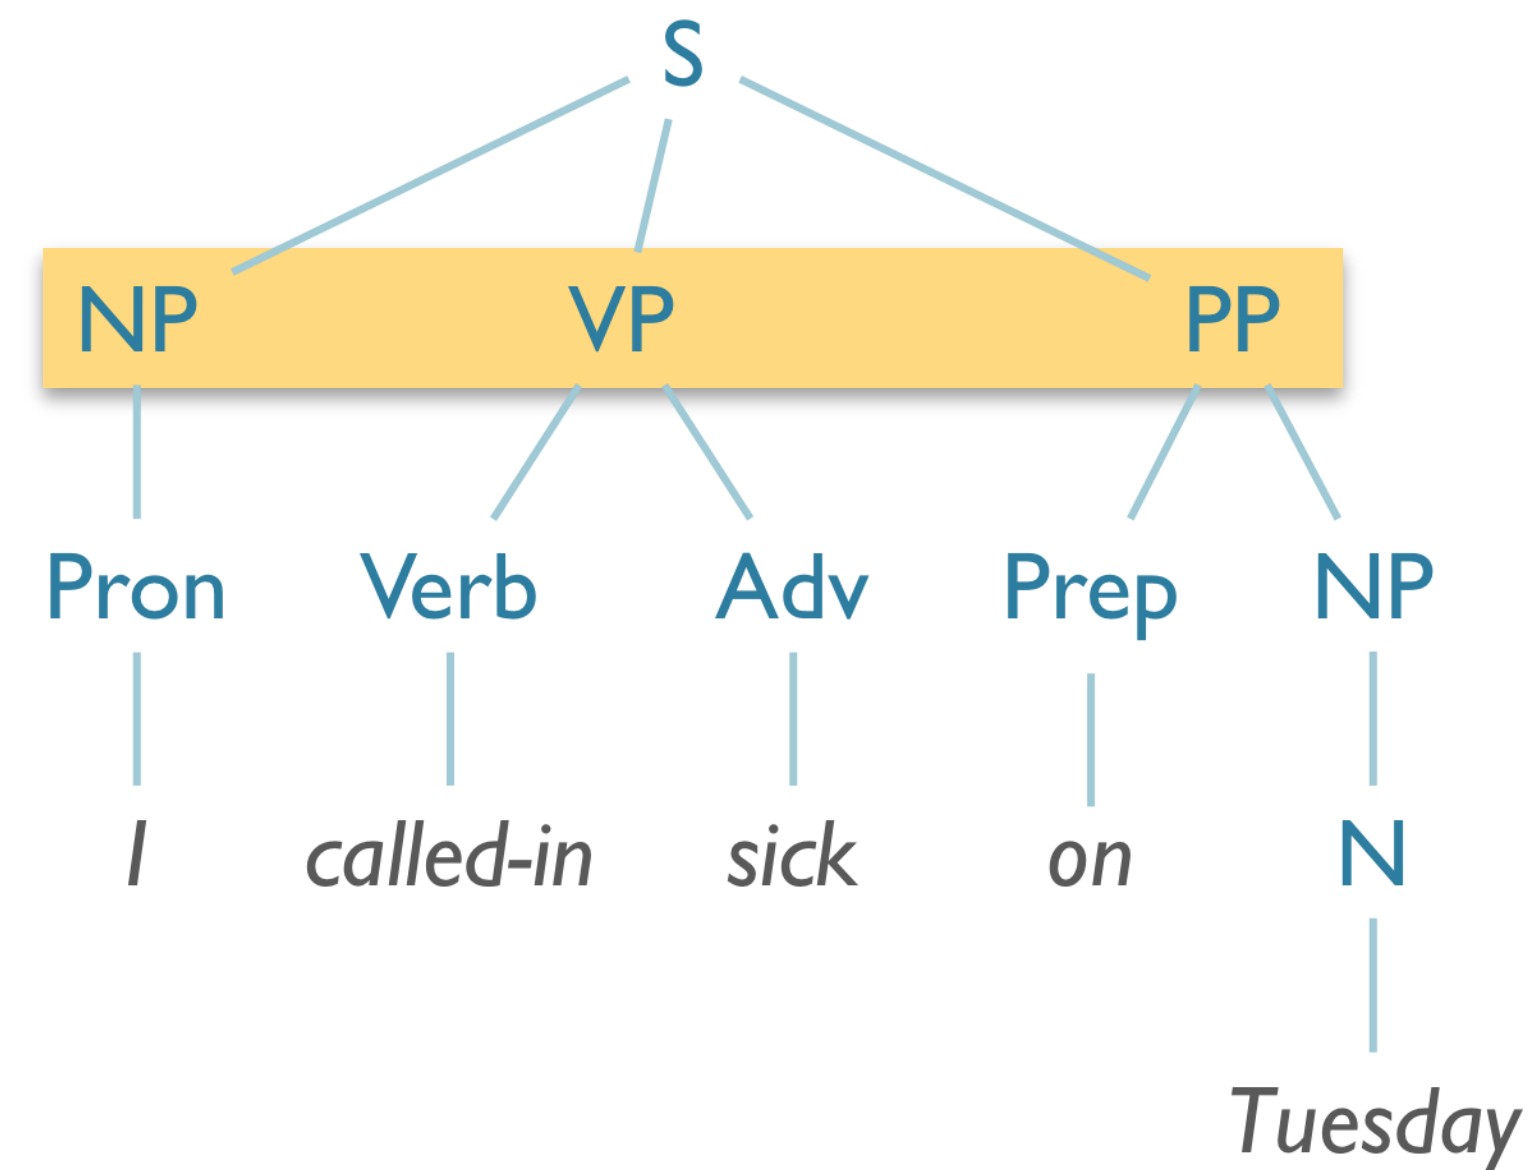 S
NP VP PP
Pron Verb Adv Prep NP
I called-in sick on N
Tuesday